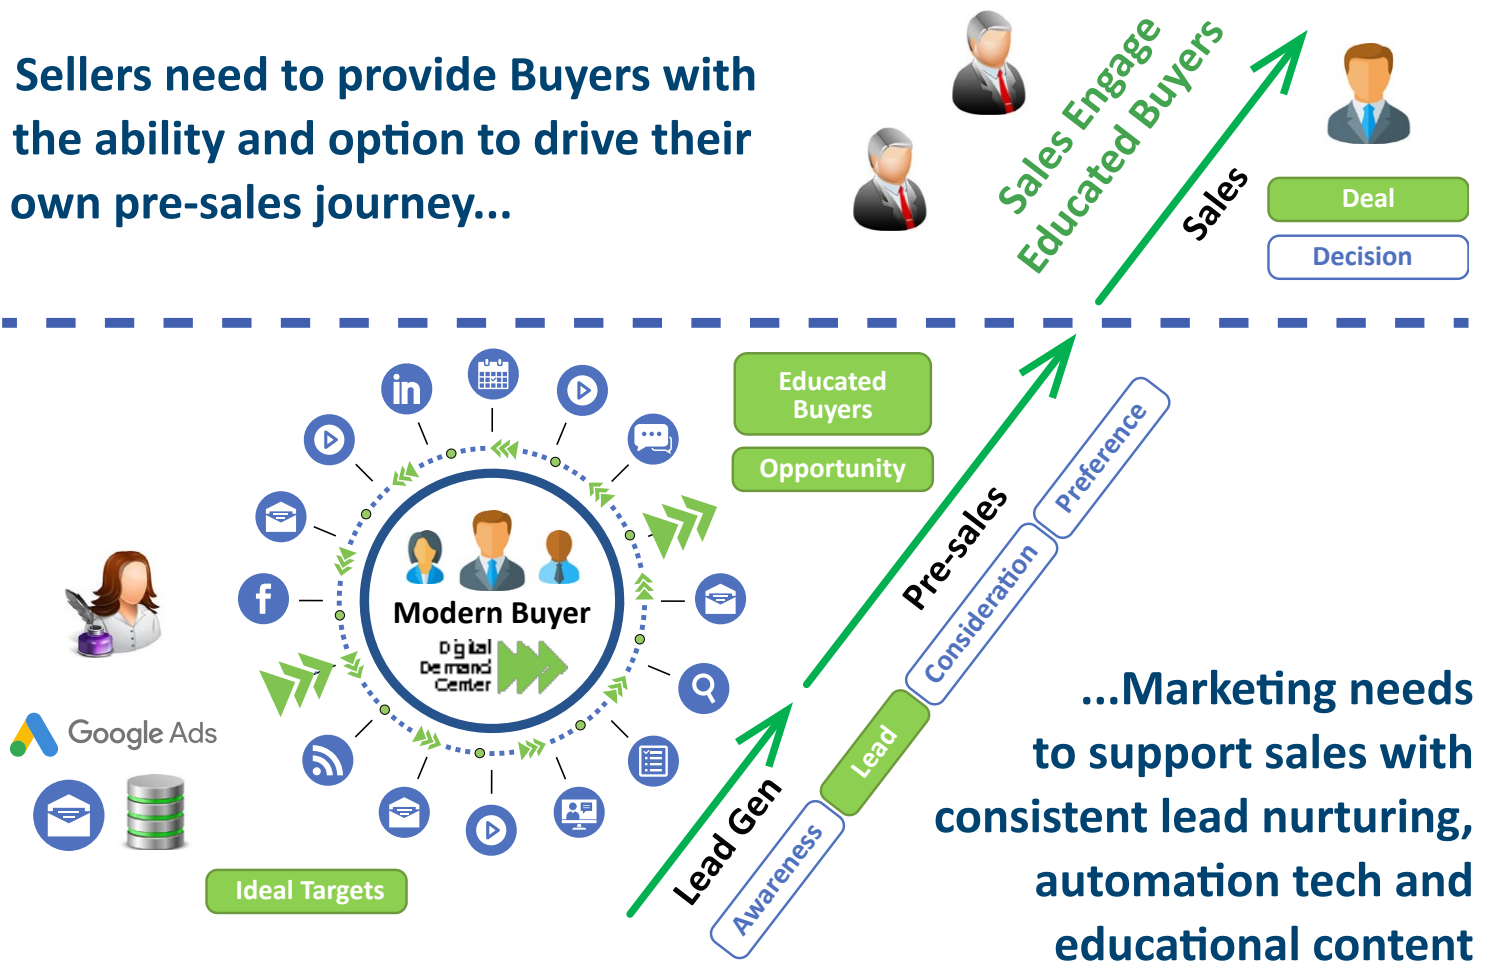 Sellers need to provide Buyers with
the ability and option to drive their
own pre-sales journey...
Sales Engage
Educated Buyers
Sales
Deal
Decision
Educated
Buyers
Opportunity
in
Preference
Pre-sales
Consideration
f
Modern Buyer
Digital
Demand
Center
Google Ads
Lead
Lead Gen
Awareness
Ideal Targets
...Marketing needs
to support sales with
consistent lead nurturing,
automation tech and
educational content